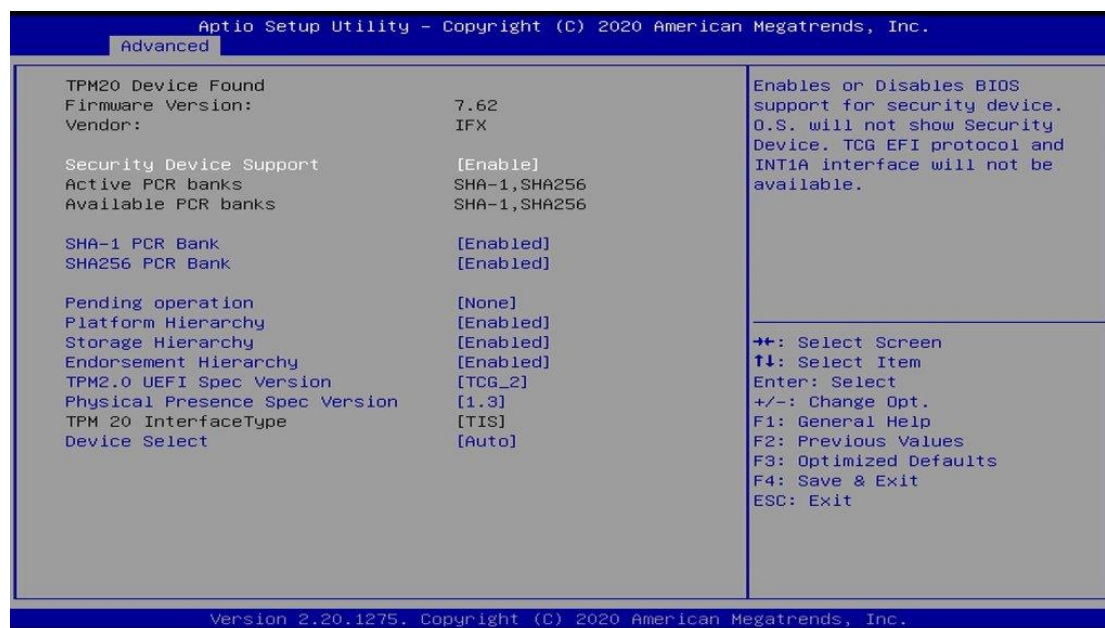 Aptio Setup Utility – Copyright (C) 2020 American Megatrends, Inc.
Advanced
TPM20 Device Found
Firmware Version: 7.62
Vendor: IFX
Security Device Support [Enable]
Active PCR banks SHA-1,SHA256
Available PCR banks SHA-1,SHA256
SHA-1 PCR Bank [Enabled]
SHA256 PCR Bank [Enabled]
Pending operation [None]
Platform Hierarchy [Enabled]
Storage Hierarchy [Enabled]
Endorsement Hierarchy [Enabled]
TPM2.0 UEFI Spec Version [TCG_2]
Physical Presence Spec Version [1.3]
TPM 20 InterfaceType [TIS]
Device Select [Auto]
Enables or Disables BIOS
support for security device.
O.S. will not show Security
Device. TCG EFI protocol and
INT1A interface will not be
available.
→←: Select Screen
↑↓: Select Item
Enter: Select
+/-: Change Opt.
F1: General Help
F2: Previous Values
F3: Optimized Defaults
F4: Save & Exit
ESC: Exit
Version 2.20.1275. Copyright (C) 2020 American Megatrends, Inc.